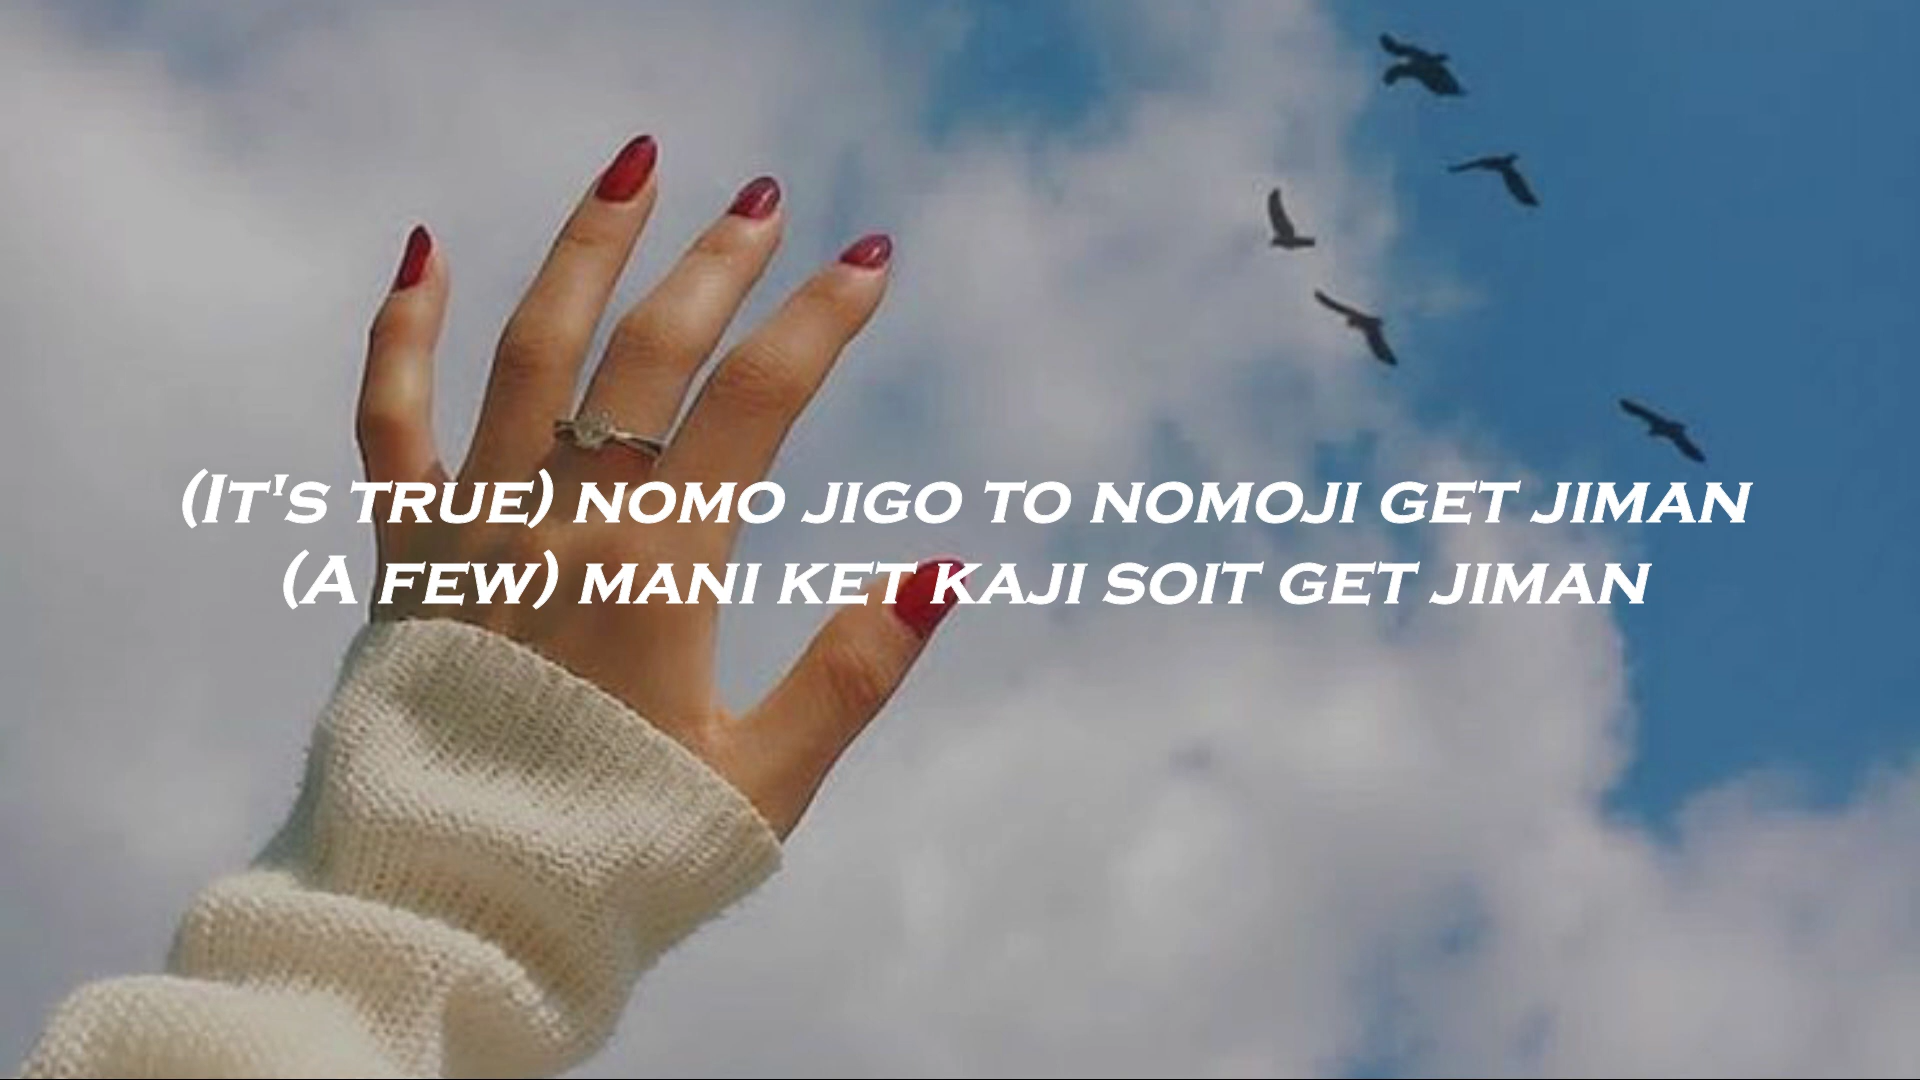 (It's true) nomo jigo to nomoji get jiman
(A few) mani ket kaji soit get jiman